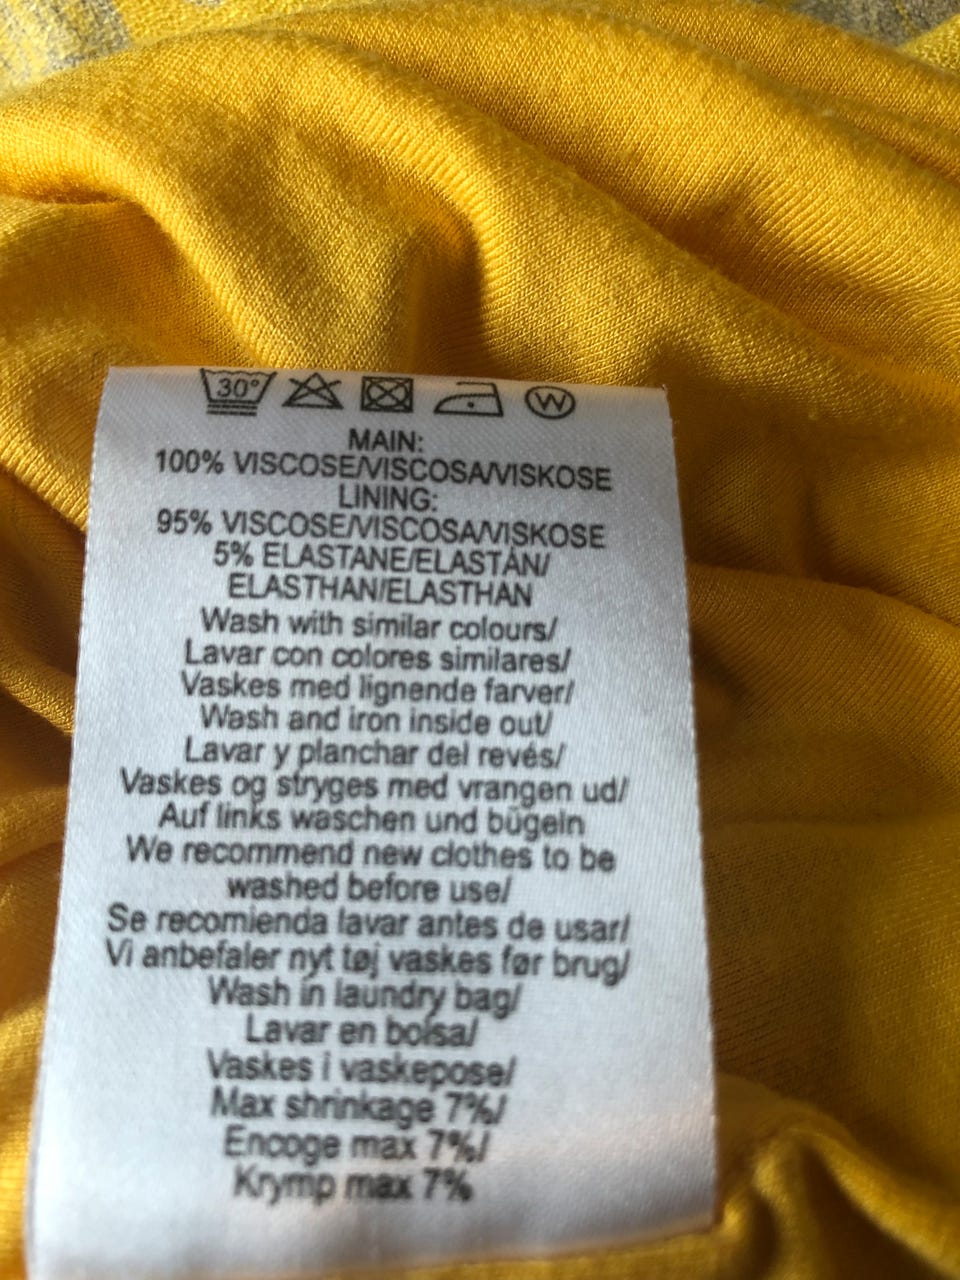 30°
W
MAIN:
100% VISCOSE/VISCOSA/VISKOSE
LINING:
95% VISCOSE/VISCOSA/VISKOSE
5% ELASTANE/ELASTÁN/
ELASTHAN/ELASTHAN
Wash with similar colours/
Lavar con colores similares/
Vaskes med lignende farver/
Wash and iron inside out/
Lavar y planchar del revés/
Vaskes og stryges med vrangen ud/
Auf links waschen und bügeln
We recommend new clothes to be
washed before use/
Se recomienda lavar antes de usar/
Vi anbefaler nyt tøj vaskes før brug/
Wash in laundry bag/
Lavar en bolsa/
Vaskes i vaskepose/
Max shrinkage 7%/
Encoge max 7%/
Krymp max 7%